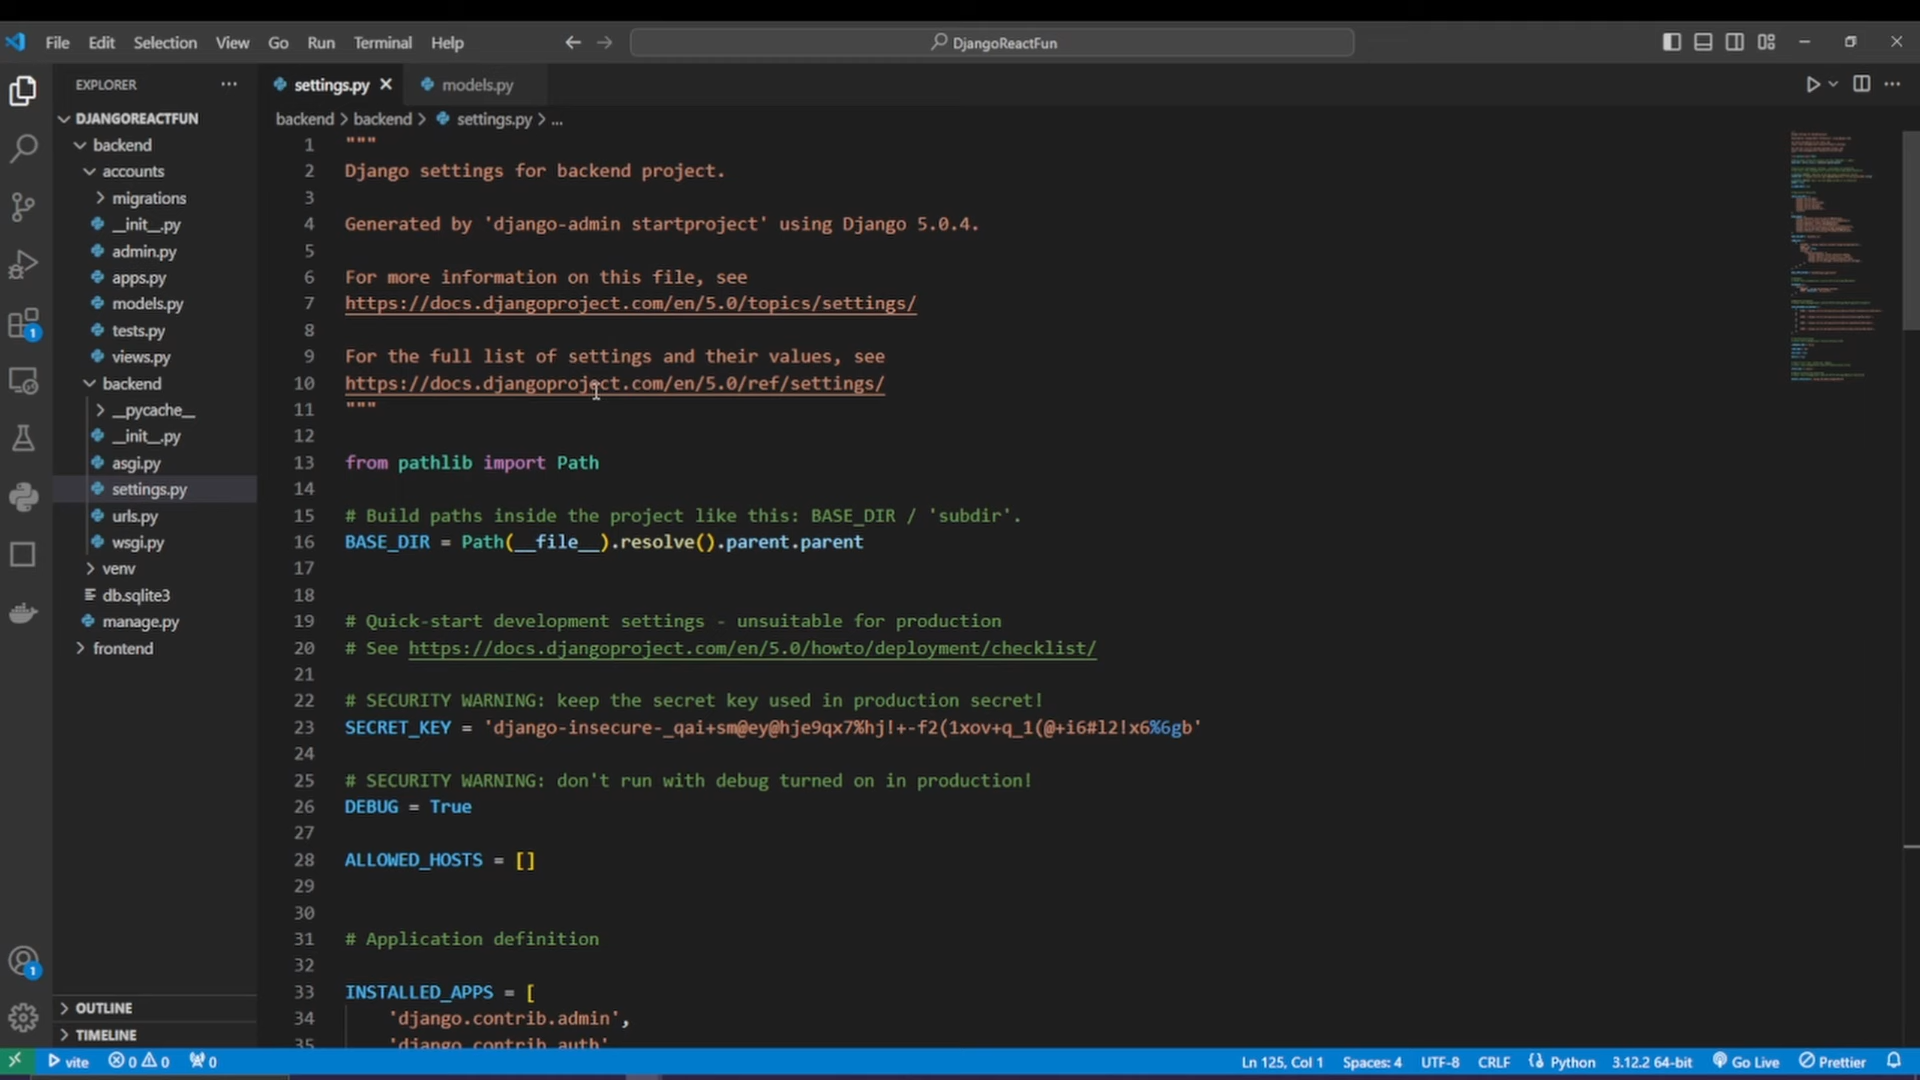 File Edit Selection View Go Run Terminal Help
DjangoReactFun
EXPLORER
DJANGOREACTFUN
backend
accounts
migrations
__init__.py
admin.py
apps.py
models.py
tests.py
views.py
backend
__pycache__
__init__.py
asgi.py
settings.py
urls.py
wsgi.py
venv
db.sqlite3
manage.py
frontend
OUTLINE
TIMELINE
settings.py models.py
backend > backend > settings.py > ...
1 """
2 Django settings for backend project.
3
4 Generated by 'django-admin startproject' using Django 5.0.4.
5
6 For more information on this file, see
7 https://docs.djangoproject.com/en/5.0/topics/settings/
8
9 For the full list of settings and their values, see
10 https://docs.djangoproject.com/en/5.0/ref/settings/
11 """
12
13 from pathlib import Path
14
15 # Build paths inside the project like this: BASE_DIR / 'subdir'.
16 BASE_DIR = Path(__file__).resolve().parent.parent
17
18
19 # Quick-start development settings - unsuitable for production
20 # See https://docs.djangoproject.com/en/5.0/howto/deployment/checklist/
21
22 # SECURITY WARNING: keep the secret key used in production secret!
23 SECRET_KEY = 'django-insecure-_qai+sm@ey@hje9qx7%hj!+-f2(1xov+q_1(@+i6#l2!x6%6gb'
24
25 # SECURITY WARNING: don't run with debug turned on in production!
26 DEBUG = True
27
28 ALLOWED_HOSTS = []
29
30
31 # Application definition
32
33 INSTALLED_APPS = [
34 'django.contrib.admin',
35 'django.contrib.auth'
1
1
vite 0 0 0
Ln 125, Col 1 Spaces: 4 UTF-8 CRLF Python 3.12.2 64-bit Go Live Prettier